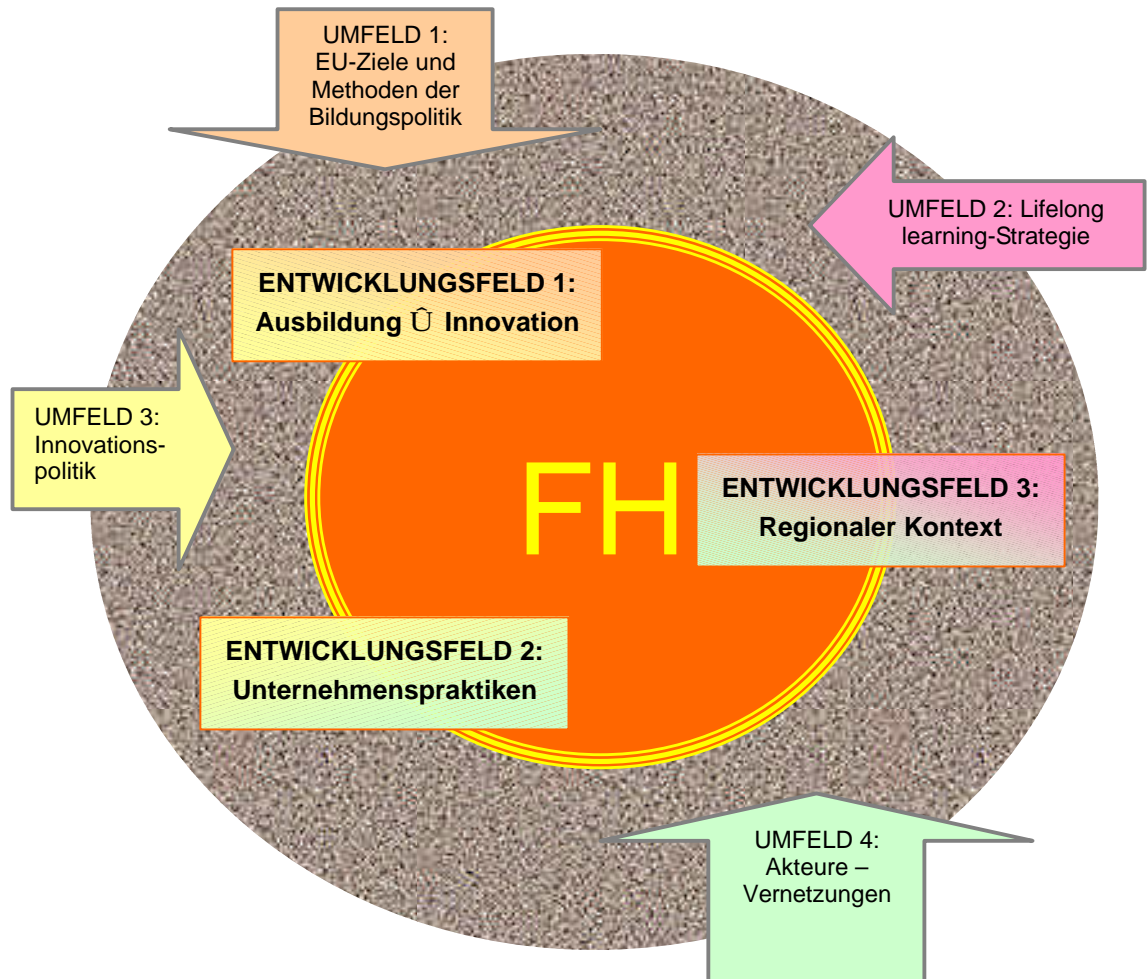 UMFELD 1:
EU-Ziele und
Methoden der
Bildungspolitik
UMFELD 2: Lifelong
learning-Strategie
ENTWICKLUNGSFELD 1:
Ausbildung Û Innovation
UMFELD 3:
Innovations-
politik
FH
ENTWICKLUNGSFELD 3:
Regionaler Kontext
ENTWICKLUNGSFELD 2:
Unternehmenspraktiken
UMFELD 4:
Akteure –
Vernetzungen